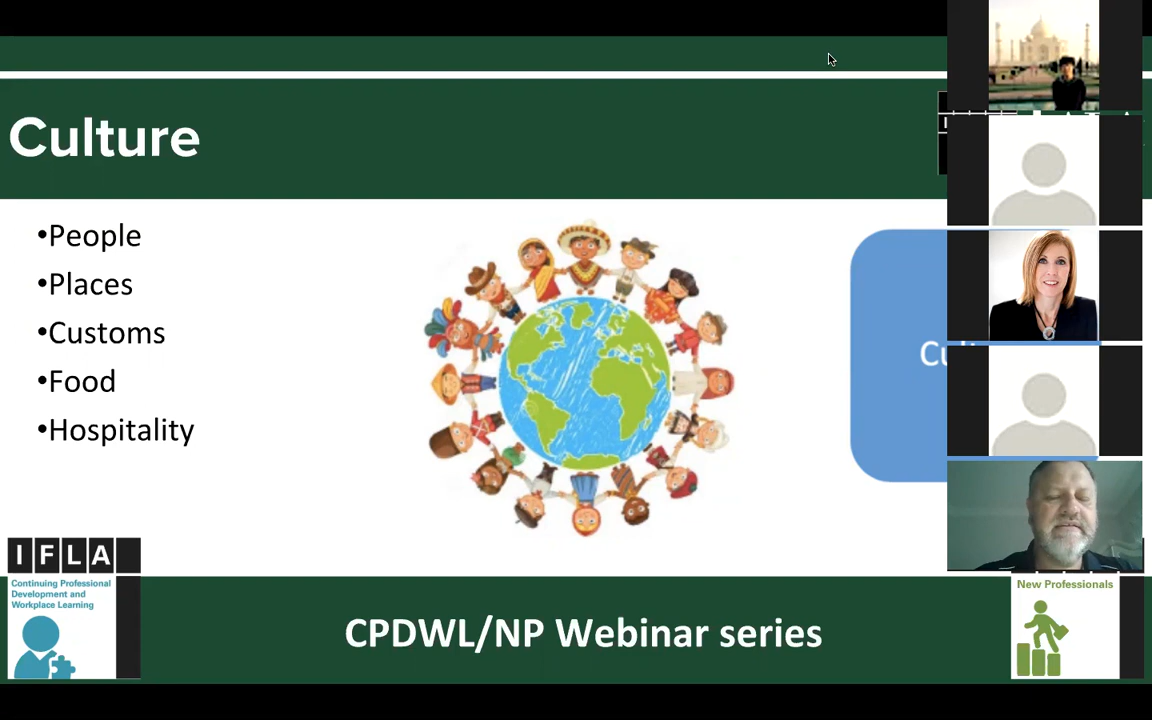 Culture
•People
•Places
•Customs
•Food
•Hospitality
IFLA
Continuing Professional
Development and
Workplace Learning
CPDWL/NP Webinar series
New Professionals